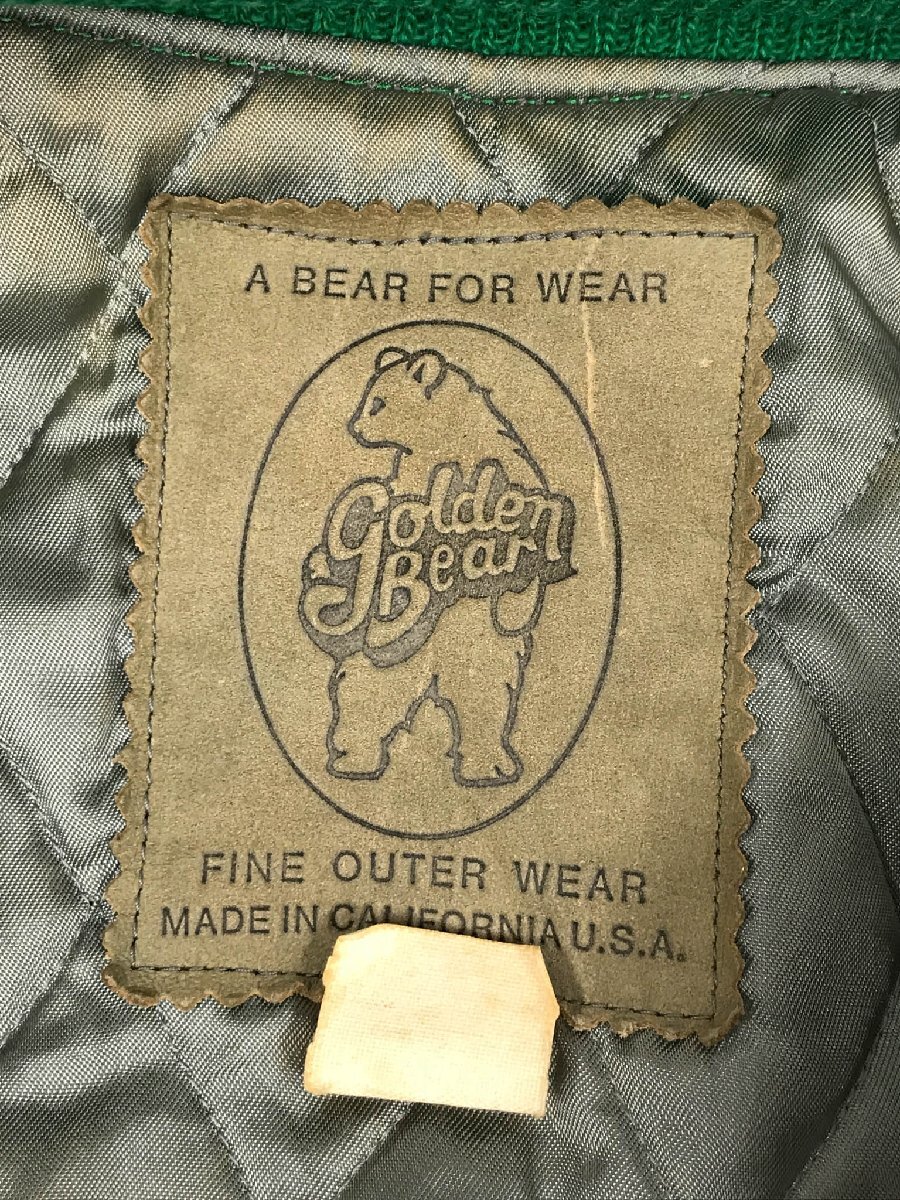 A BEAR FOR WEAR
Golden
Bear
FINE OUTER WEAR
MADE IN CALIFORNIA U.S.A.